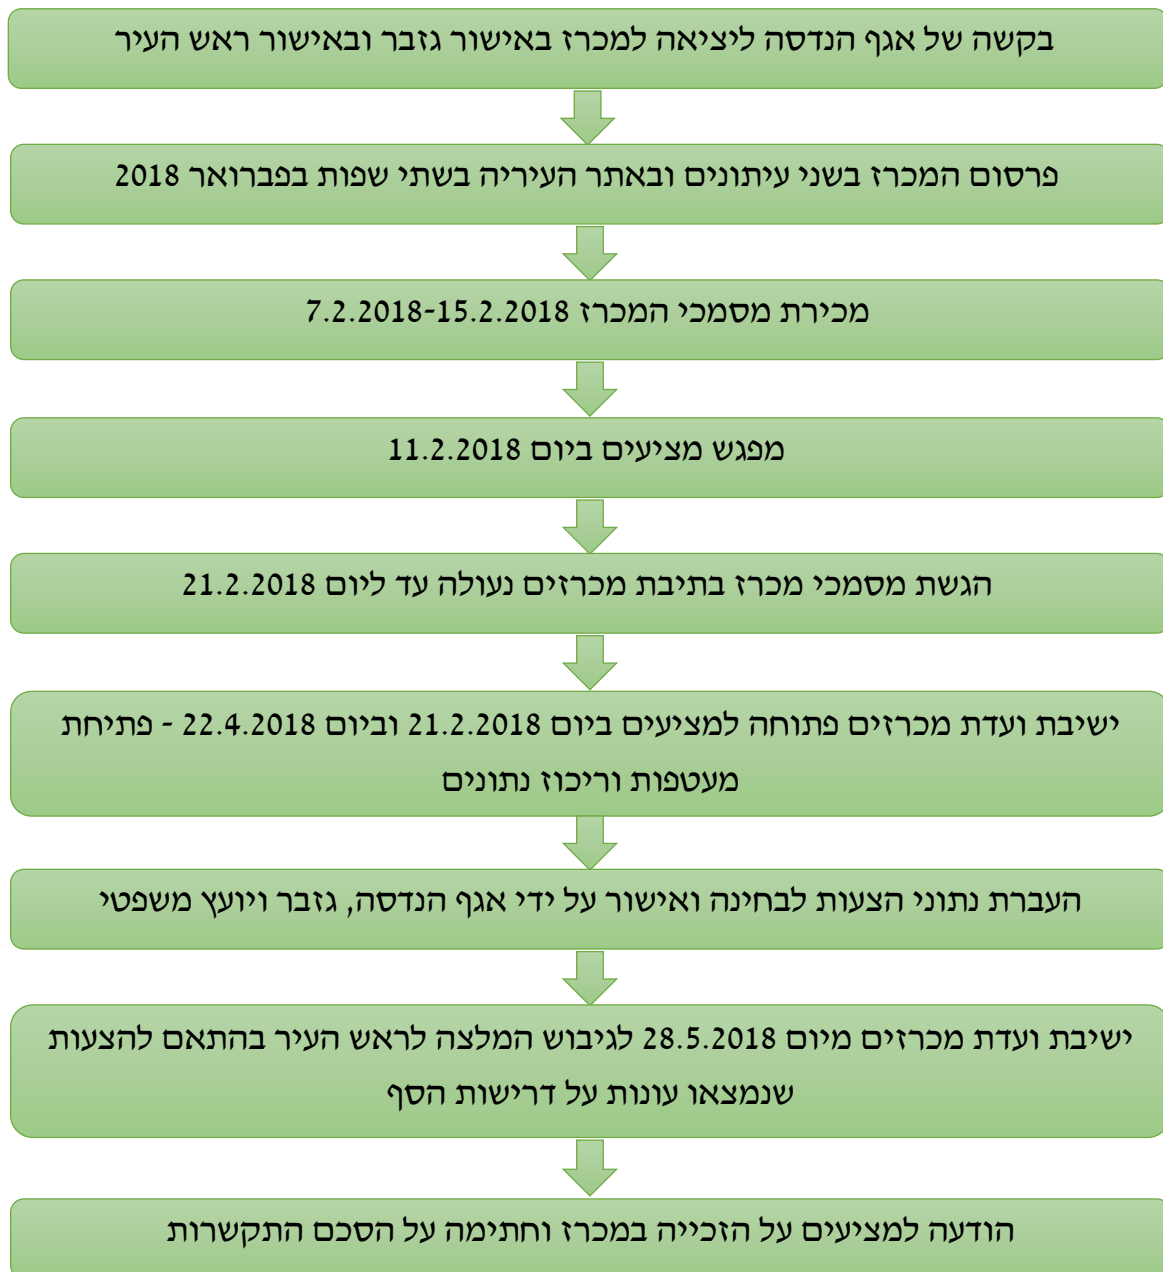 בקשה של אגף הנדסה ליציאה למכרז באישור גזבר ובאישור ראש העיר
פרסום המכרז בשני עיתונים ובאתר העיריה בשתי שפות בפברואר 2018
מכירת מסמכי המכרז 7.2.2018-15.2.2018
מפגש מציעים ביום 11.2.2018
הגשת מסמכי מכרז בתיבת מכרזים נעולה עד ליום 21.2.2018
ישיבת ועדת מכרזים פתוחה למציעים ביום 21.2.2018 וביום 22.4.2018 - פתיחת
מעטפות וריכוז נתונים
העברת נתוני הצעות לבחינה ואישור על ידי אגף הנדסה, גזבר ויועץ משפטי
ישיבת ועדת מכרזים מיום 28.5.2018 לגיבוש המלצה לראש העיר בהתאם להצעות
שנמצאו עונות על דרישות הסף
הודעה למציעים על הזכייה במכרז וחתימה על הסכם התקשרות